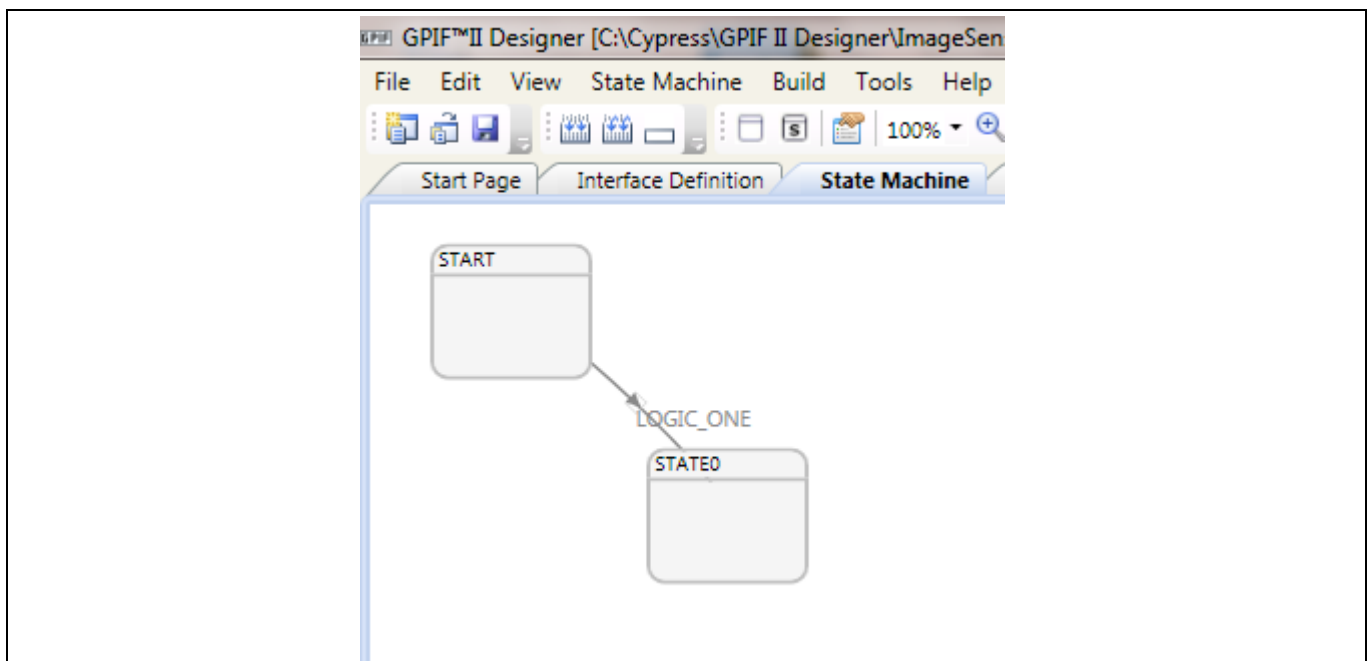 GPIF GPIF™II Designer [C:\Cypress\GPIF II Designer\ImageSen
File Edit View State Machine Build Tools Help
S 100%
Start Page Interface Definition State Machine
START
LOGIC_ONE
STATE0